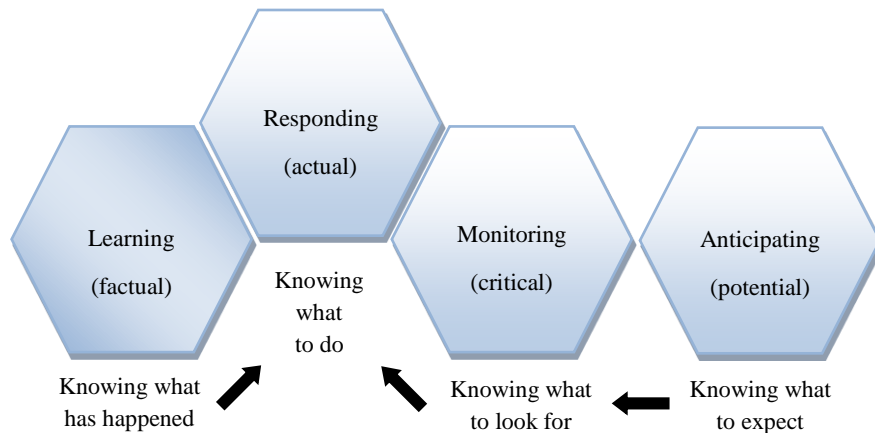 Responding
(actual)
Learning
(factual)
Monitoring
(critical)
Anticipating
(potential)
Knowing
what
to do
Knowing what
has happened
Knowing what
to look for
Knowing what
to expect